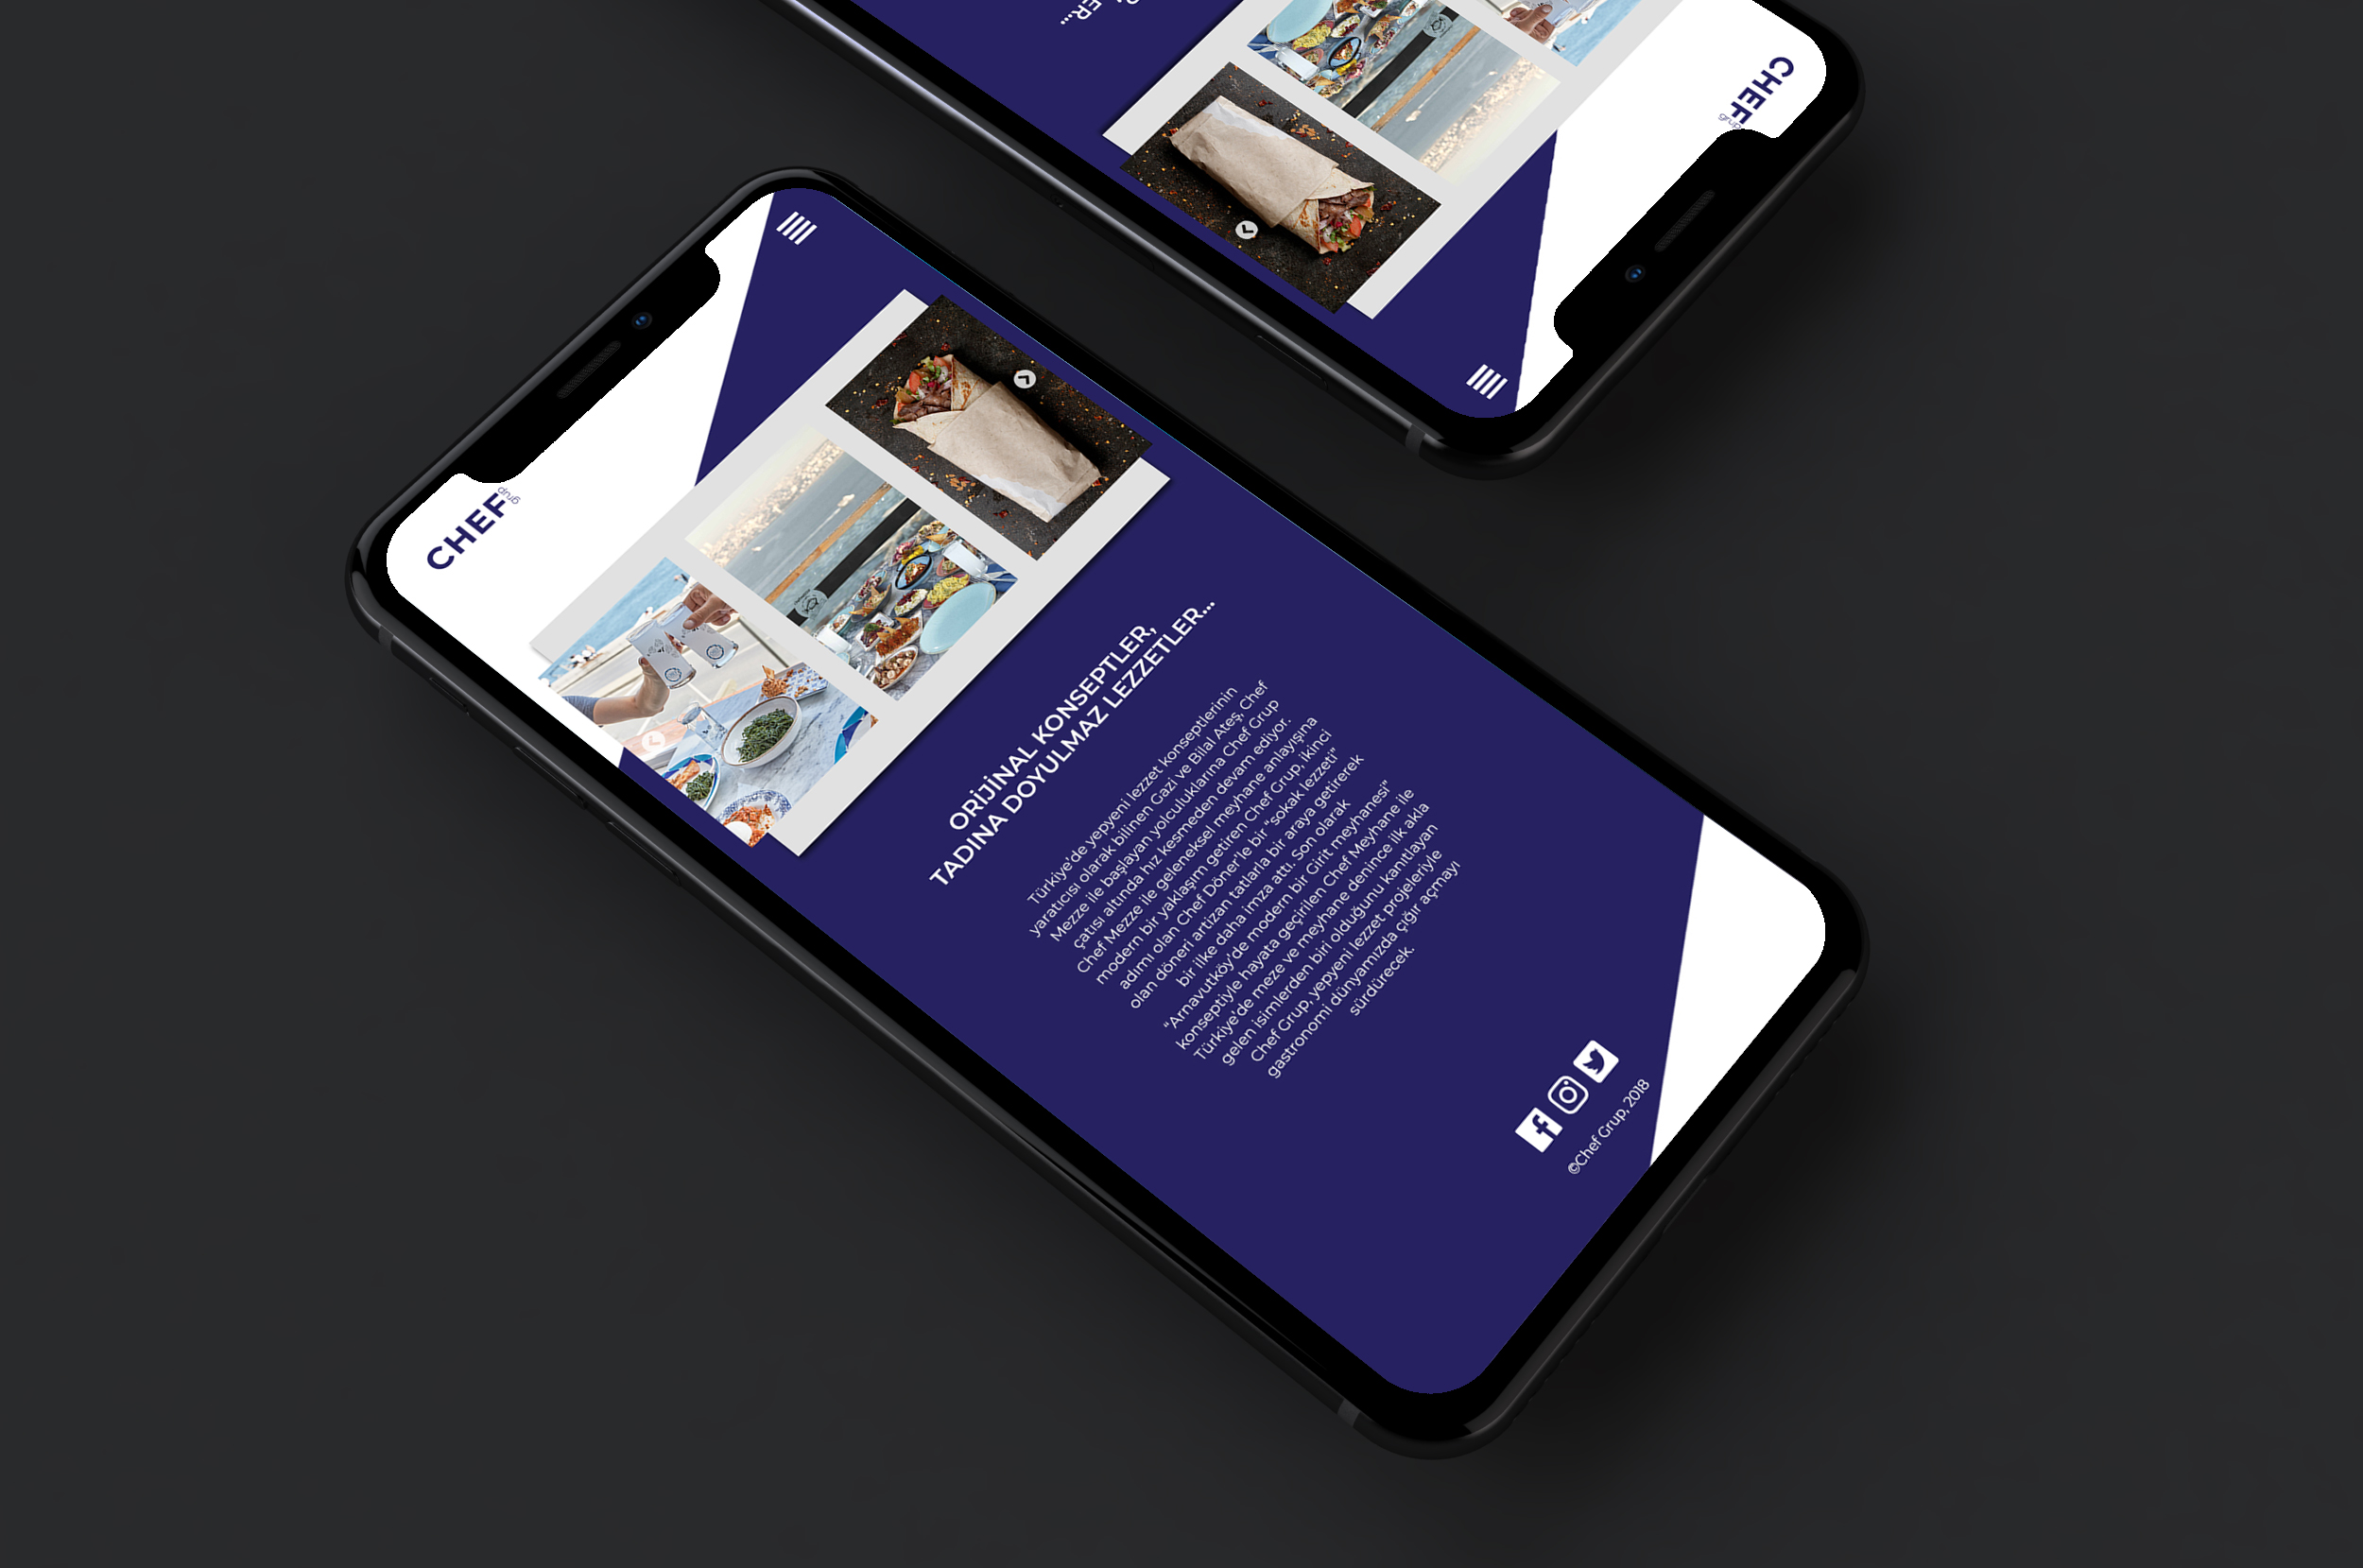 CHEF
grup
ORİJİNAL KONSEPTLER,
TADINA DOYULMAZ LEZZETLER...
Türkiye'de yepyeni lezzet konseptlerinin
yaratıcısı olarak bilinen Gazi ve Bilal Ateş, Chef
Mezze ile başlayan yolculuklarına Chef Grup
çatısı altında hız kesmeden devam ediyor.
Chef Mezze ile geleneksel meyhane anlayışına
modern bir yaklaşım getiren Chef Grup, ikinci
adımı olan Chef Döner'le bir “sokak lezzeti”
olan döneri artizan tatlarla bir araya getirerek
bir ilke daha imza attı. Son olarak
“Arnavutköy'de modern bir Girit meyhanesi”
konseptiyle hayata geçirilen Chef Meyhane ile
Türkiye'de meze ve meyhane denince ilk akla
gelen isimlerden biri olduğunu kanıtlayan
Chef Grup, yepyeni lezzet projeleriyle
gastronomi dünyamızda çığır açmayı
sürdürecek.
©Chef Grup, 2018
CHEF
grup
ER...